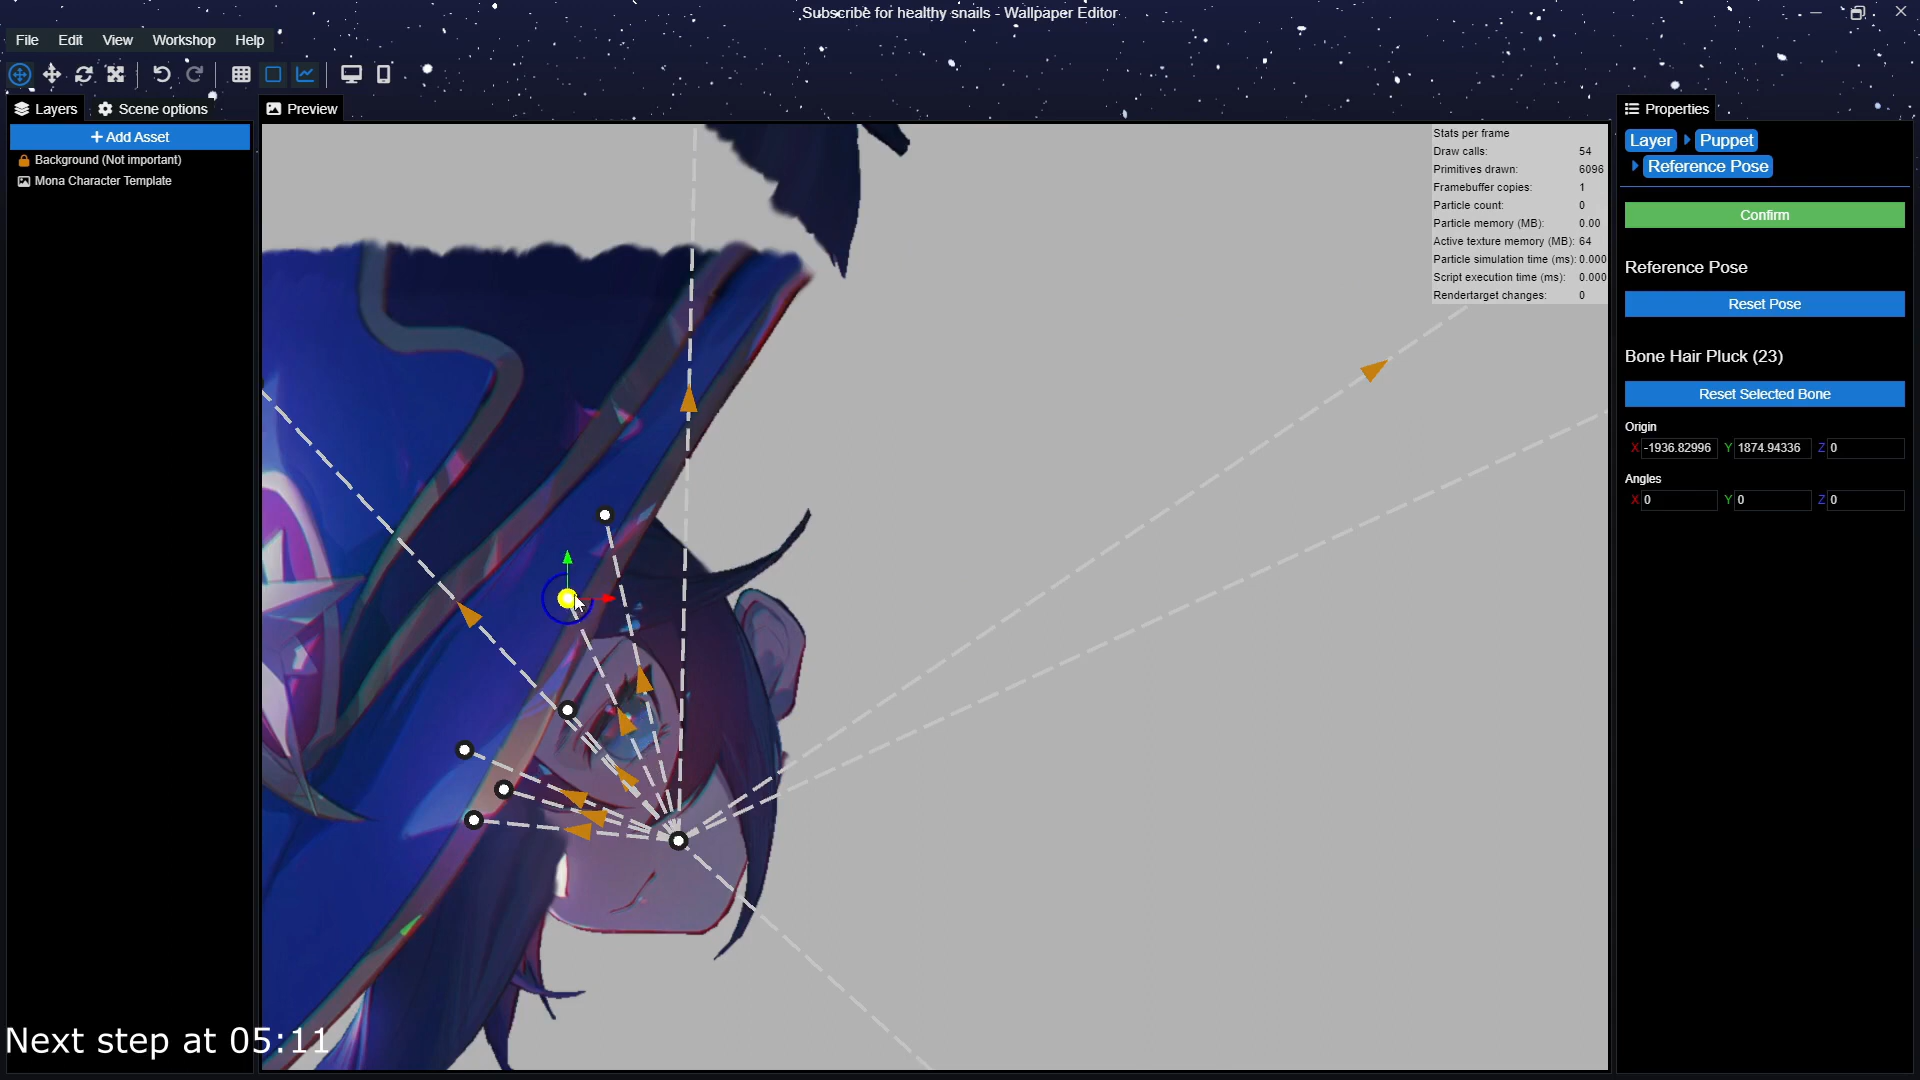 Subscribe for healthy snails - Wallpaper Editor
File Edit View Workshop Help
Layers Scene options Preview Properties
+ Add Asset
Background (Not important)
Mona Character Template
Stats per frame
Draw calls: 54
Primitives drawn: 6096
Framebuffer copies: 1
Particle count: 0
Particle memory (MB): 0.00
Active texture memory (MB): 64
Particle simulation time (ms): 0.000
Script execution time (ms): 0.000
Rendertarget changes: 0
Layer Puppet
Reference Pose
Confirm
Reference Pose
Reset Pose
Bone Hair Pluck (23)
Reset Selected Bone
Origin
X -1936.82996 Y 1874.94336 Z 0
Angles
X 0 Y 0 Z 0
Next step at 05:11